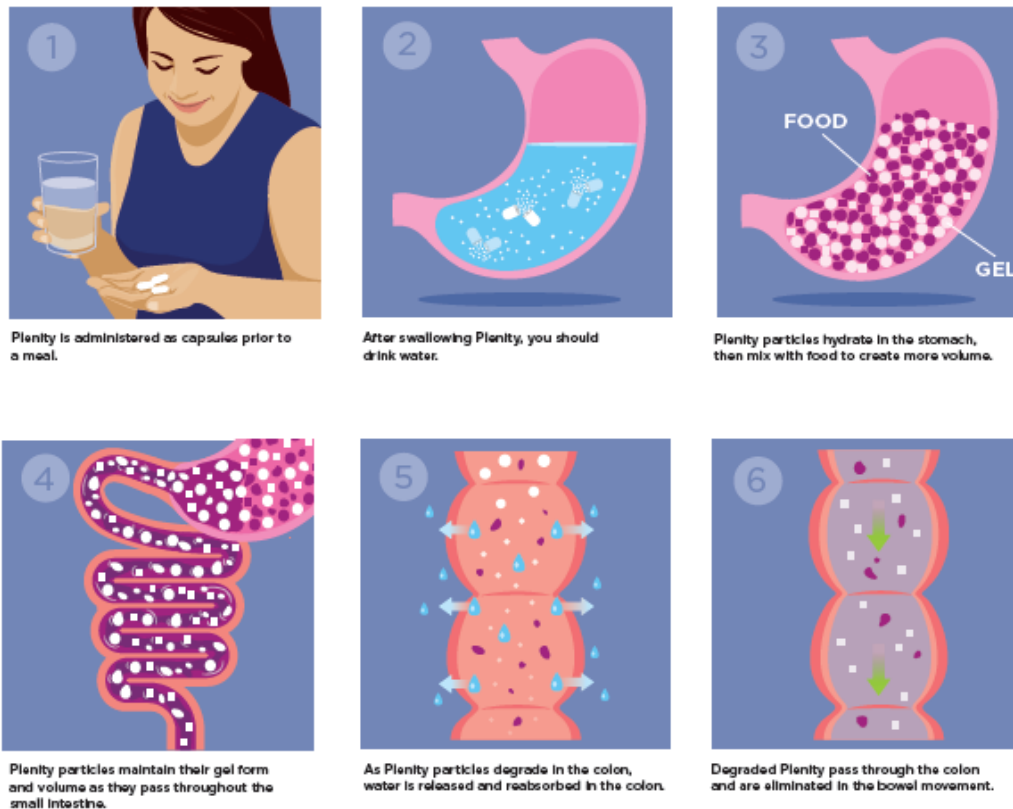 1
Plenity is administered as capsules prior to
a meal.
2
After swallowing Plenity, you should
drink water.
3
FOOD
GEL
Plenity particles hydrate in the stomach,
then mix with food to create more volume.
4
Plenity particles maintain their gel form
and volume as they pass throughout the
small intestine.
5
As Plenity particles degrade in the colon,
water is released and reabsorbed in the colon.
6
Degraded Plenity pass through the colon
and are eliminated in the bowel movement.